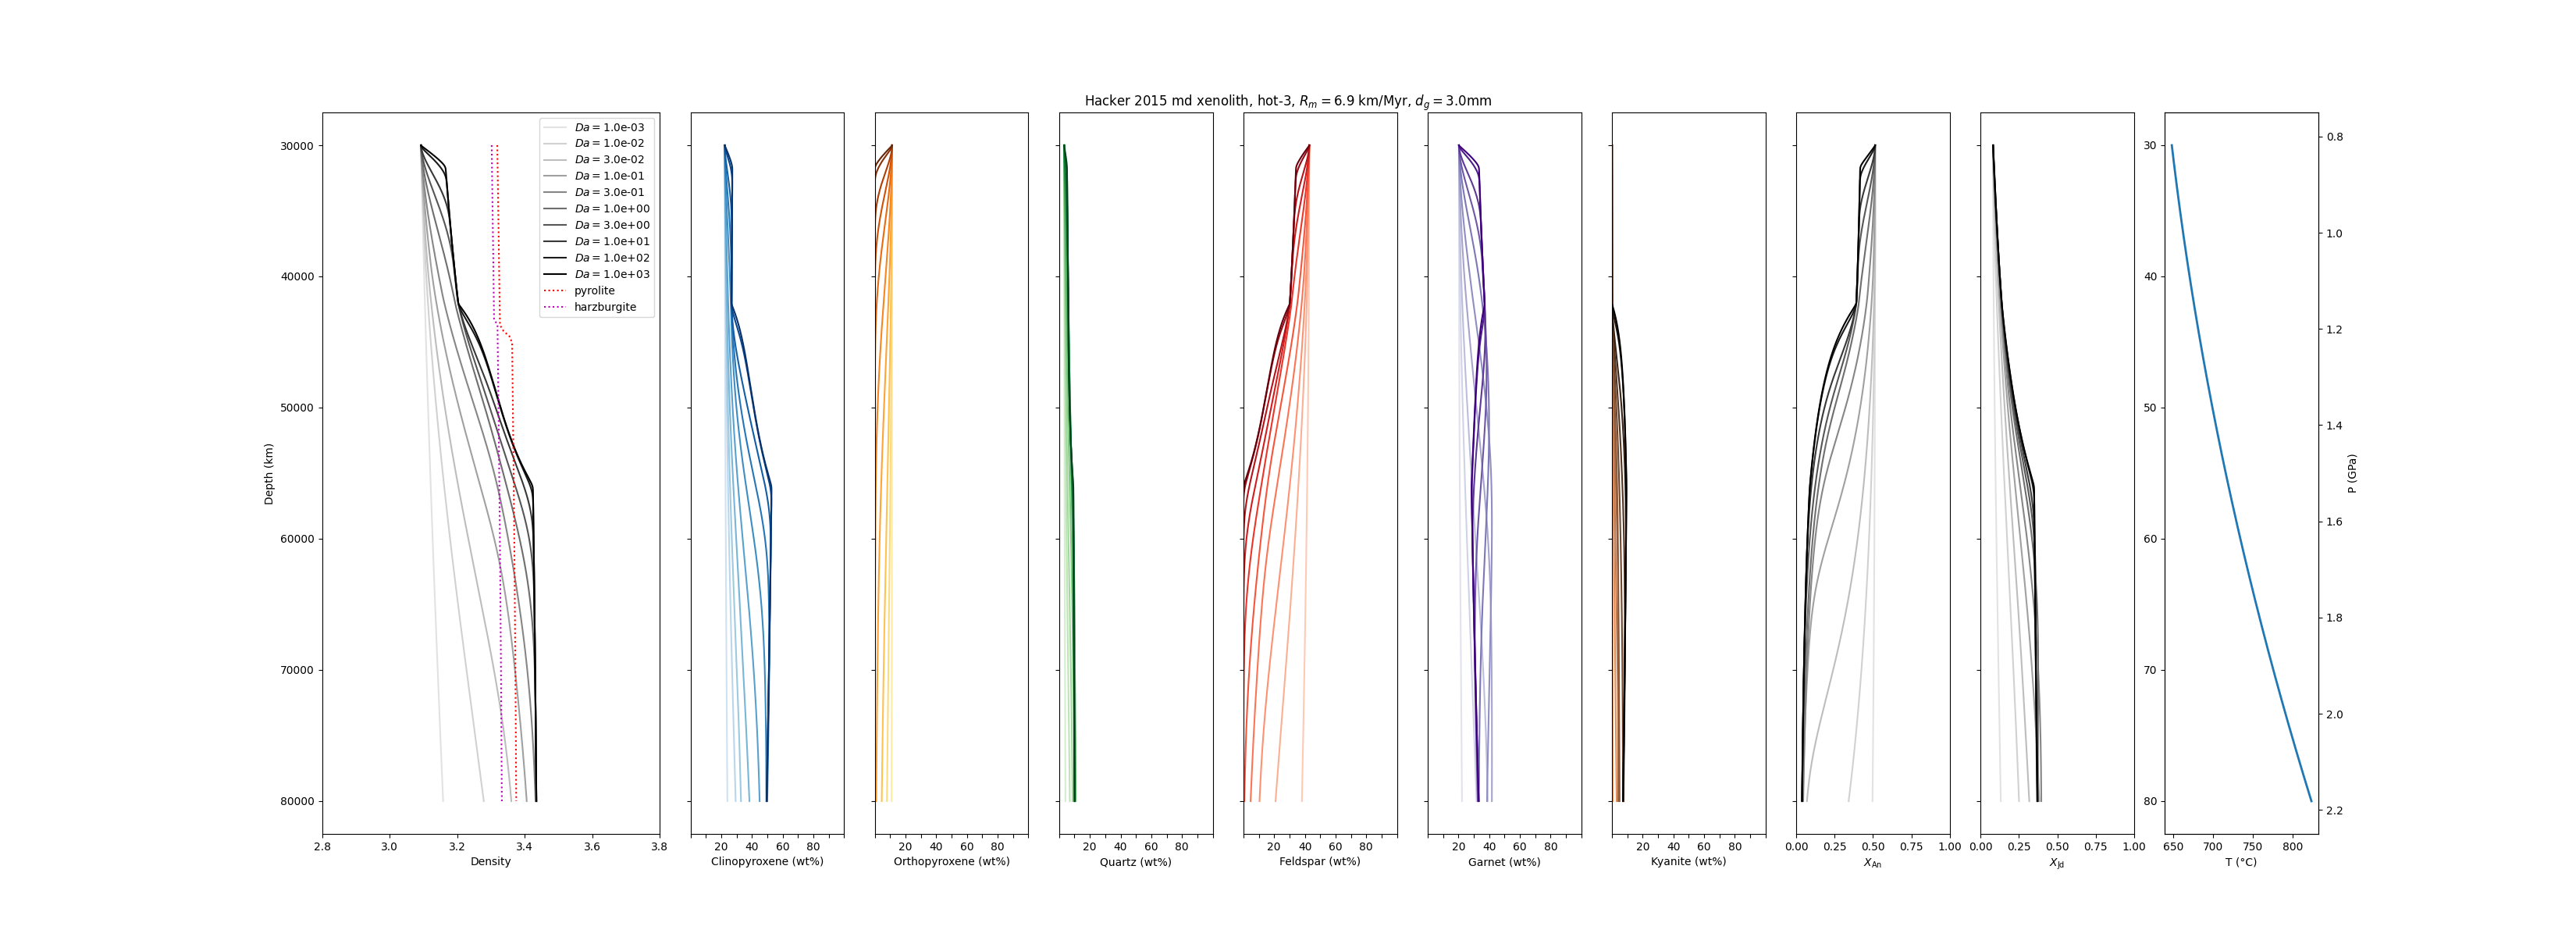 Hacker 2015 md xenolith, hot-3, R_m = 6.9 km/Myr, d_g = 3.0mm
Da = 1.0e-03
Da = 1.0e-02
Da = 3.0e-02
Da = 1.0e-01
Da = 3.0e-01
Da = 1.0e+00
Da = 3.0e+00
Da = 1.0e+01
Da = 1.0e+02
Da = 1.0e+03
pyrolite
harzburgite
Depth (km)
30000
40000
50000
60000
70000
80000
2.8 3.0 3.2 3.4 3.6 3.8
Density
20 40 60 80
Clinopyroxene (wt%)
20 40 60 80
Orthopyroxene (wt%)
20 40 60 80
Quartz (wt%)
20 40 60 80
Feldspar (wt%)
20 40 60 80
Garnet (wt%)
20 40 60 80
Kyanite (wt%)
0.00 0.25 0.50 0.75 1.00
X_An
0.00 0.25 0.50 0.75 1.00
X_Jd
30
40
50
60
70
80
650 700 750 800
T (°C)
0.8
1.0
1.2
1.4
1.6
1.8
2.0
2.2
P (GPa)